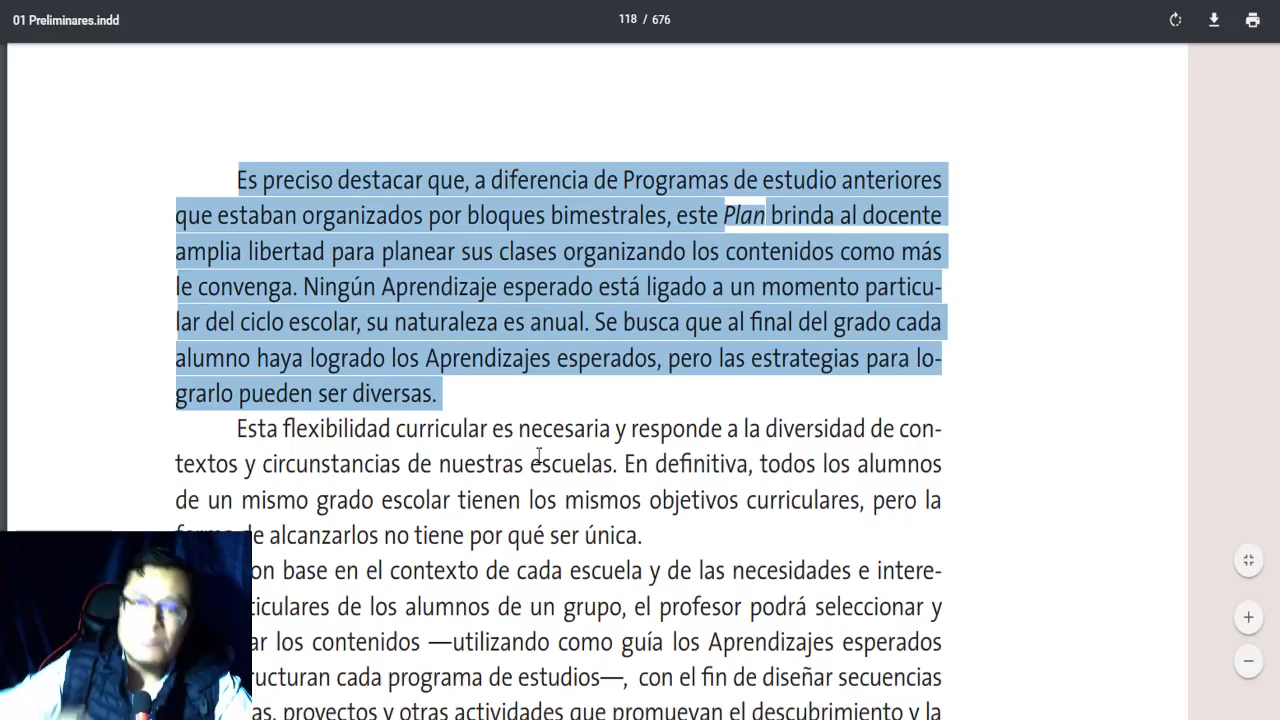 01 Preliminares.indd
118 / 676
Es preciso destacar que, a diferencia de Programas de estudio anteriores
que estaban organizados por bloques bimestrales, este Plan brinda al docente
amplia libertad para planear sus clases organizando los contenidos como más
le convenga. Ningún Aprendizaje esperado está ligado a un momento particu-
lar del ciclo escolar, su naturaleza es anual. Se busca que al final del grado cada
alumno haya logrado los Aprendizajes esperados, pero las estrategias para lo-
grarlo pueden ser diversas.
Esta flexibilidad curricular es necesaria y responde a la diversidad de con-
textos y circunstancias de nuestras escuelas. En definitiva, todos los alumnos
de un mismo grado escolar tienen los mismos objetivos curriculares, pero la
alcanzarlos no tiene por qué ser única.
base en el contexto de cada escuela y de las necesidades e intere-
de los alumnos de un grupo, el profesor podrá seleccionar y
los contenidos —utilizando como guía los Aprendizajes esperados
cada programa de estudios—, con el fin de diseñar secuencias
proyectos y otras actividades que promuevan el descubrimiento y la